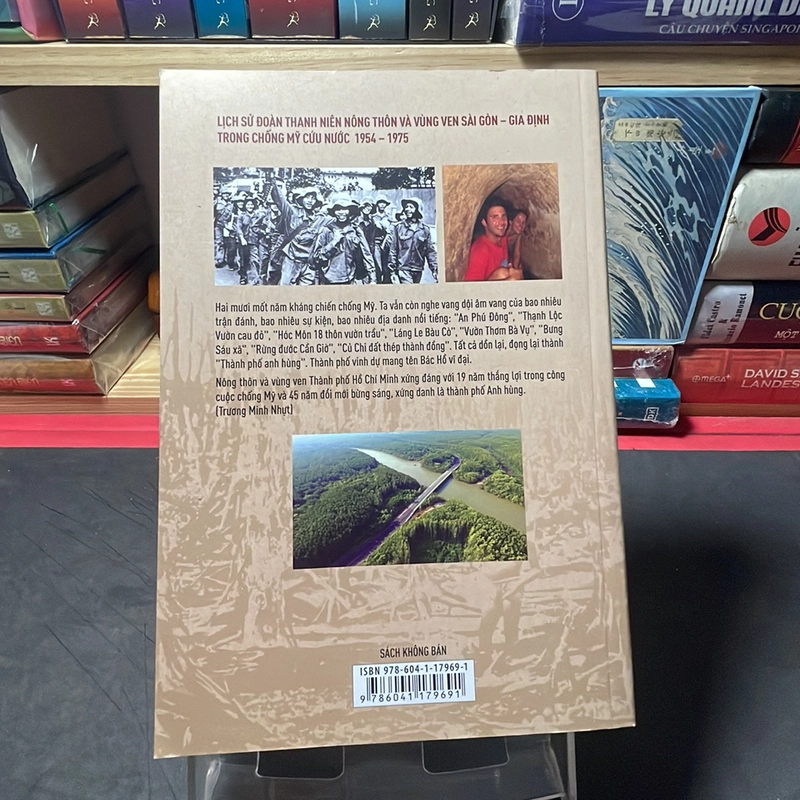 LÝ QUANG D
CÂU CHUYỆN SINGAPO
LỊCH SỬ ĐOÀN THANH NIÊN NÔNG THÔN VÀ VÙNG VEN SÀI GÒN – GIA ĐỊNH
TRONG CHỐNG MỸ CỨU NƯỚC 1954 – 1975
Hai mươi mốt năm kháng chiến chống Mỹ. Ta vẫn còn nghe vang dội âm vang của bao nhiêu
trận đánh, bao nhiêu sự kiện, bao nhiêu địa danh nổi tiếng: "An Phú Đông", "Thạnh Lộc
Vườn cau đỏ", "Hóc Môn 18 thôn vườn trầu", "Láng Le Bàu Cò", "Vườn Thơm Bà Vụ", "Bưng
Sáu xã", "Rừng đước Cần Giờ", "Củ Chi đất thép thành đồng". Tất cả dồn lại, đọng lại thành
"Thành phố anh hùng". Thành phố vinh dự mang tên Bác Hồ vĩ đại.
Nông thôn và vùng ven Thành phố Hồ Chí Minh xứng đáng với 19 năm thắng lợi trong công
cuộc chống Mỹ và 45 năm đổi mới bừng sáng, xứng danh là thành phố Anh hùng.
(Trương Minh Nhựt)
SÁCH KHÔNG BÁN
ISBN 978-604-1-17969-1
9 786041 179691
CUỘ
OMEGA+
DAVID S
LANDES
DK